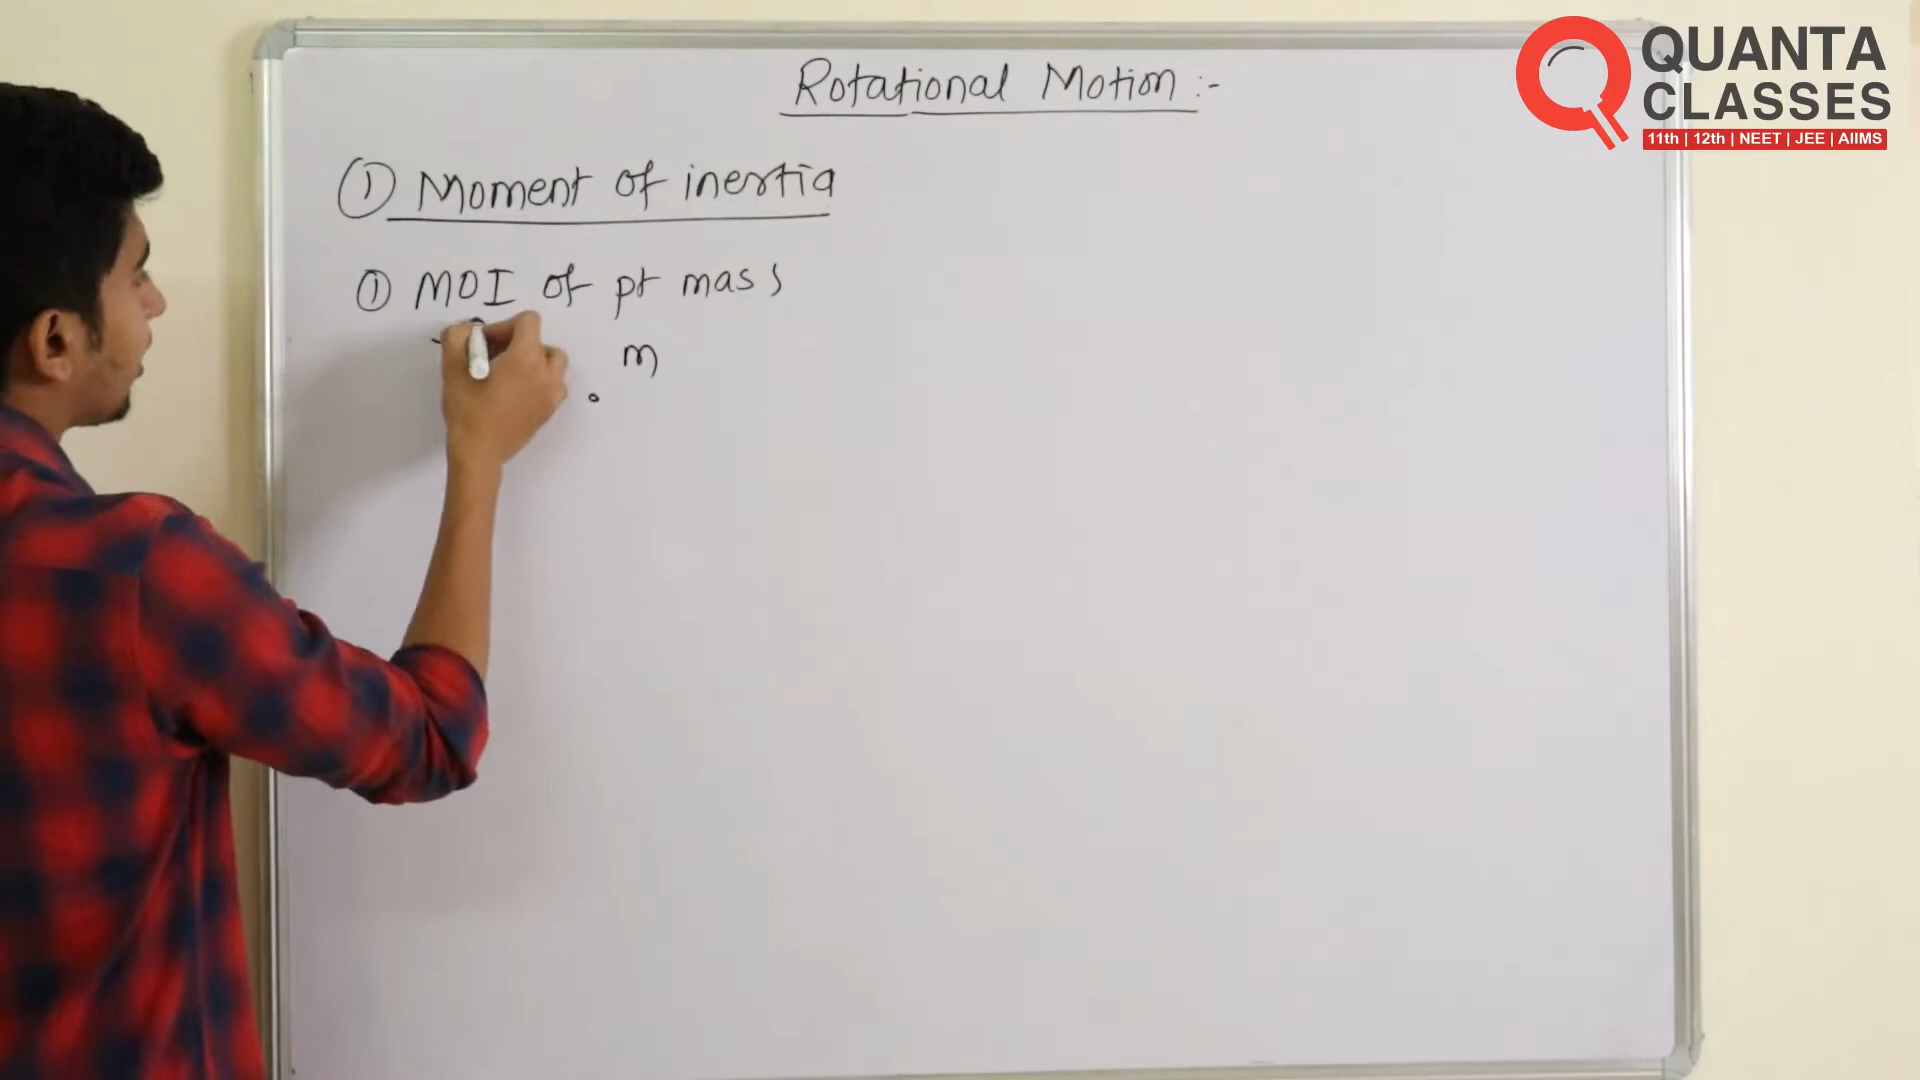 Rotational Motion :-
QUANTA
CLASSES
11th | 12th | NEET | JEE | AIIMS
① Moment of inertia
① MOI of pt mass
m